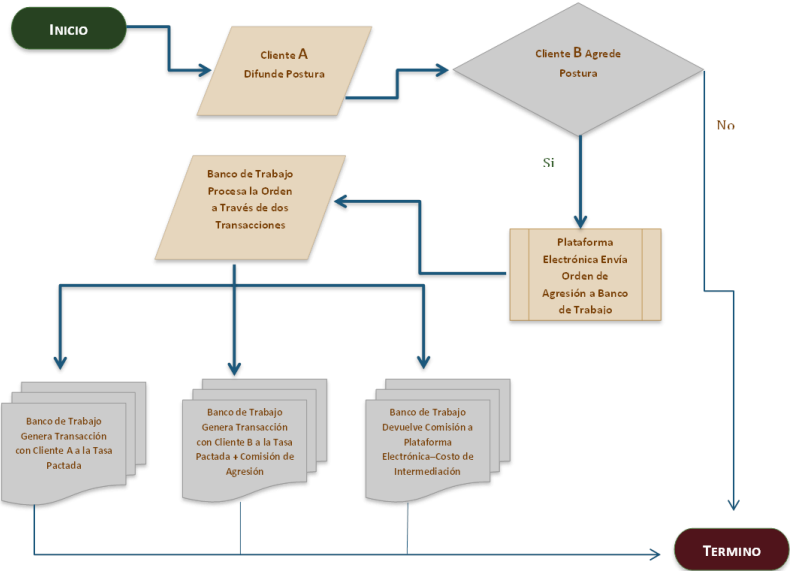 INICIO
Cliente A
Difunde Postura
Cliente B Agrede
Postura
No
Si
Banco de Trabajo
Procesa la Orden
a Través de dos
Transacciones
Plataforma
Electrónica Envía
Orden de
Agresión a Banco
de Trabajo
Banco de Trabajo
Genera Transacción
con Cliente A a la Tasa
Pactada
Banco de Trabajo
Genera Transacción
con Cliente B a la Tasa
Pactada + Comisión de
Agresión
Banco de Trabajo
Devuelve Comisión a
Plataforma
Electrónica–Costo de
Intermediación
TERMINO